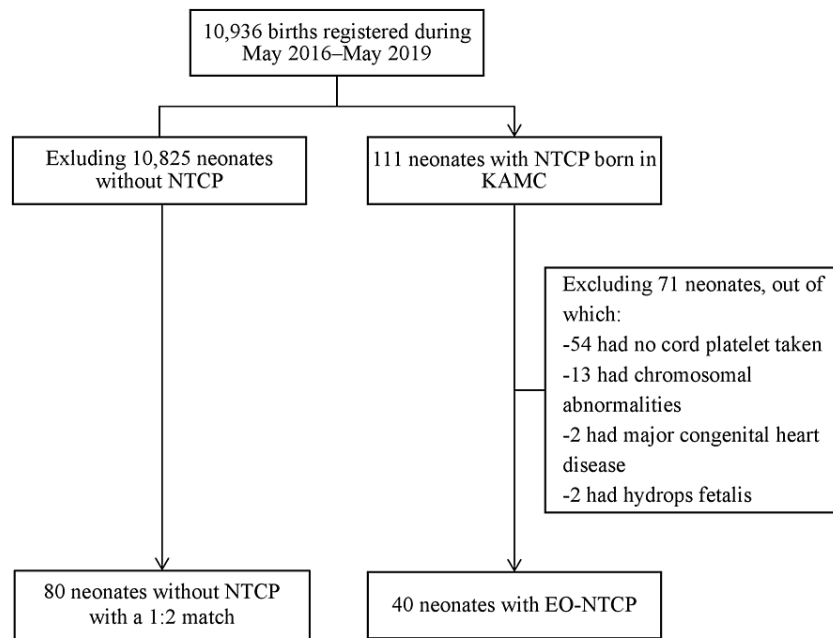 10,936 births registered during
May 2016–May 2019
Exluding 10,825 neonates
without NTCP
111 neonates with NTCP born in
KAMC
Excluding 71 neonates, out of
which:
-54 had no cord platelet taken
-13 had chromosomal
abnormalities
-2 had major congenital heart
disease
-2 had hydrops fetalis
80 neonates without NTCP
with a 1:2 match
40 neonates with EO-NTCP